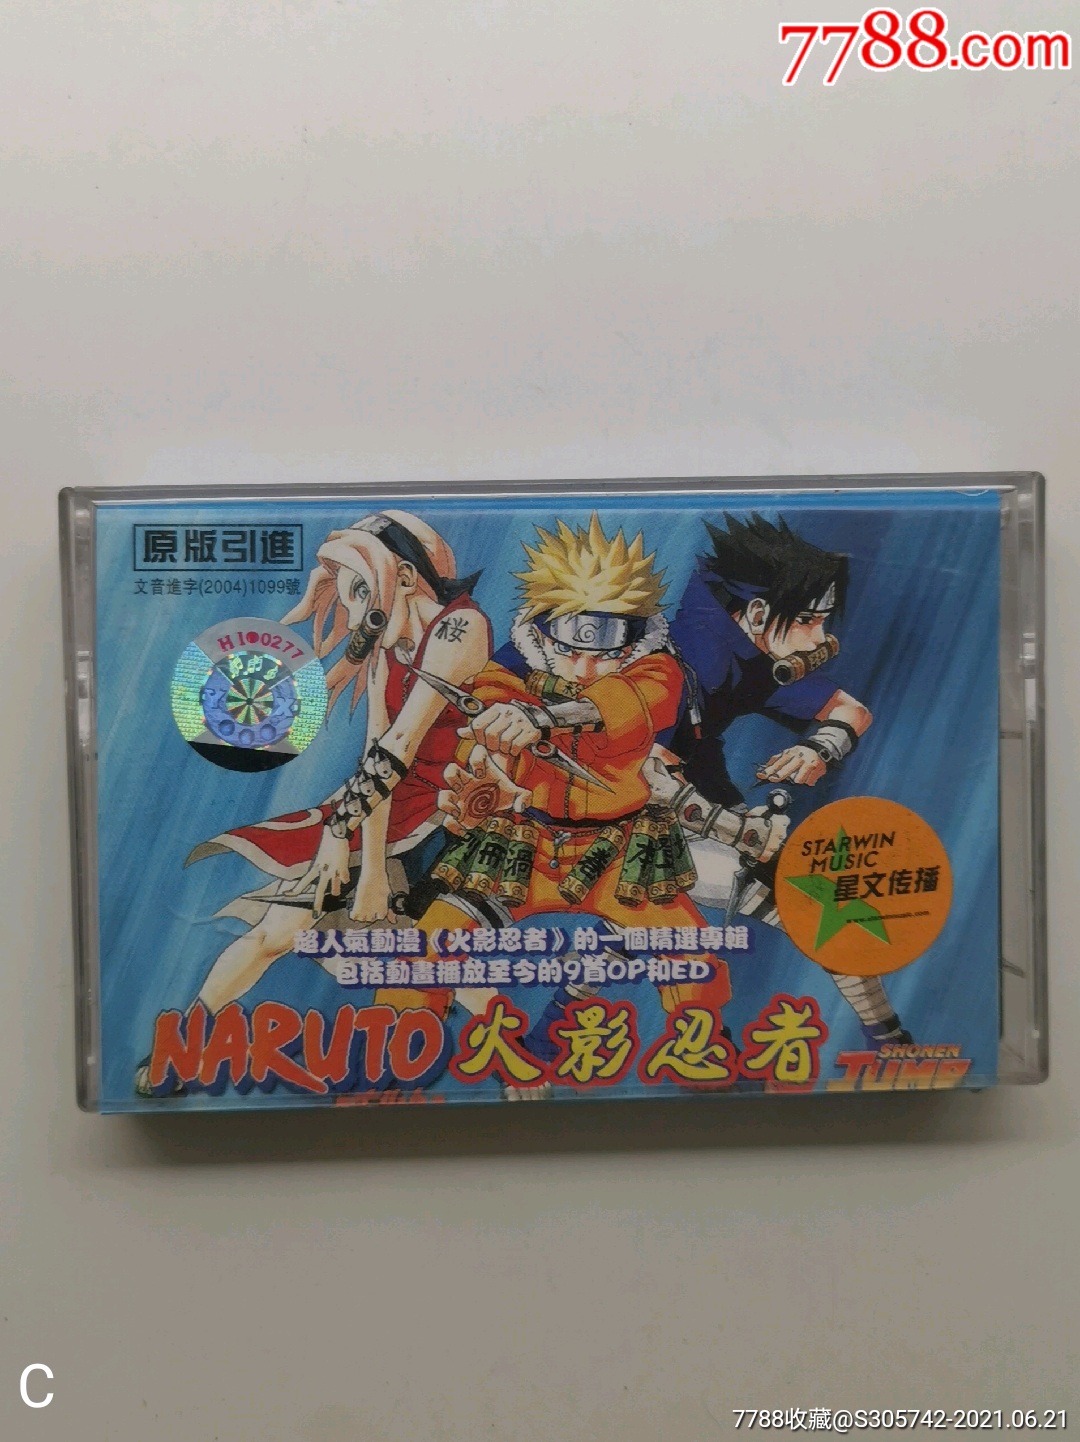 7788.com
原版引進
文音進字(2004)1099號
HI 0277
桜
STARWIN
MUSIC
星文传播
超人氣動漫《火影忍者》的一個精選專輯
包括動畫播放至今的9首OP和ED
NARUTO™ 火影忍者
SHONEN
JUMP
C
7788收藏@S305742-2021.06.21